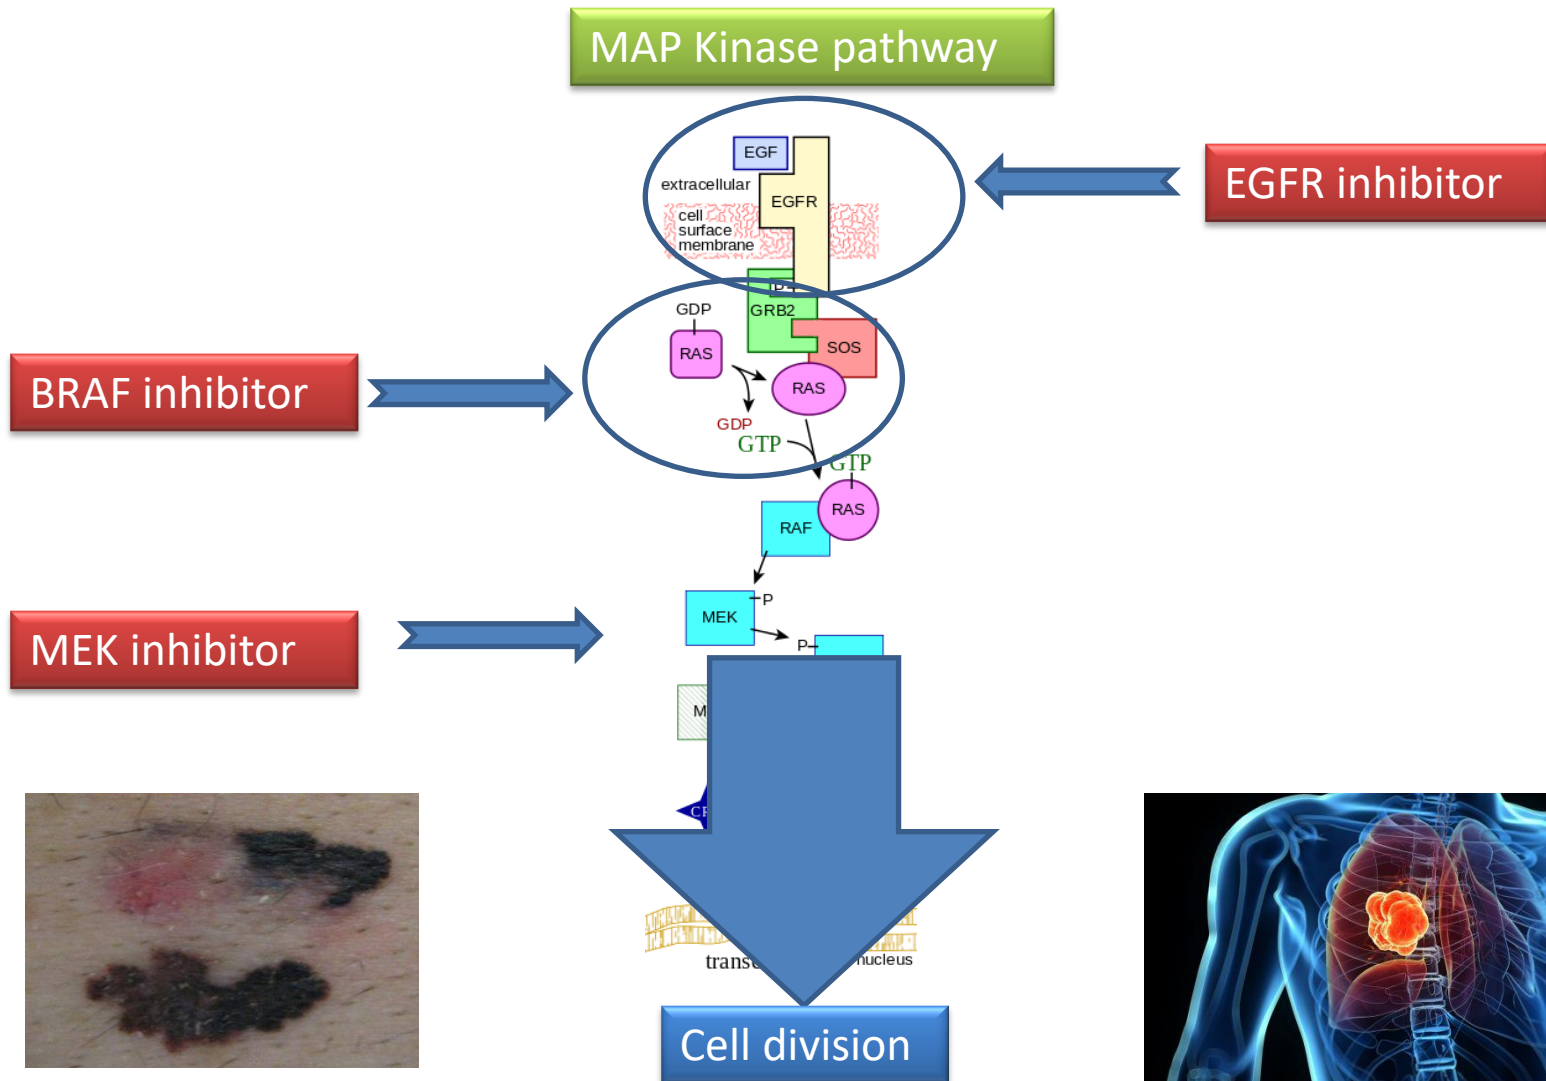 MAP Kinase pathway
EGF
extracellular
EGFR
cell
surface
membrane
EGFR inhibitor
P
GRB2
GDP
RAS
SOS
RAS
BRAF inhibitor
GDP
GTP
GTP
RAS
RAF
P
MEK
P
MEK inhibitor
nucleus
Cell division